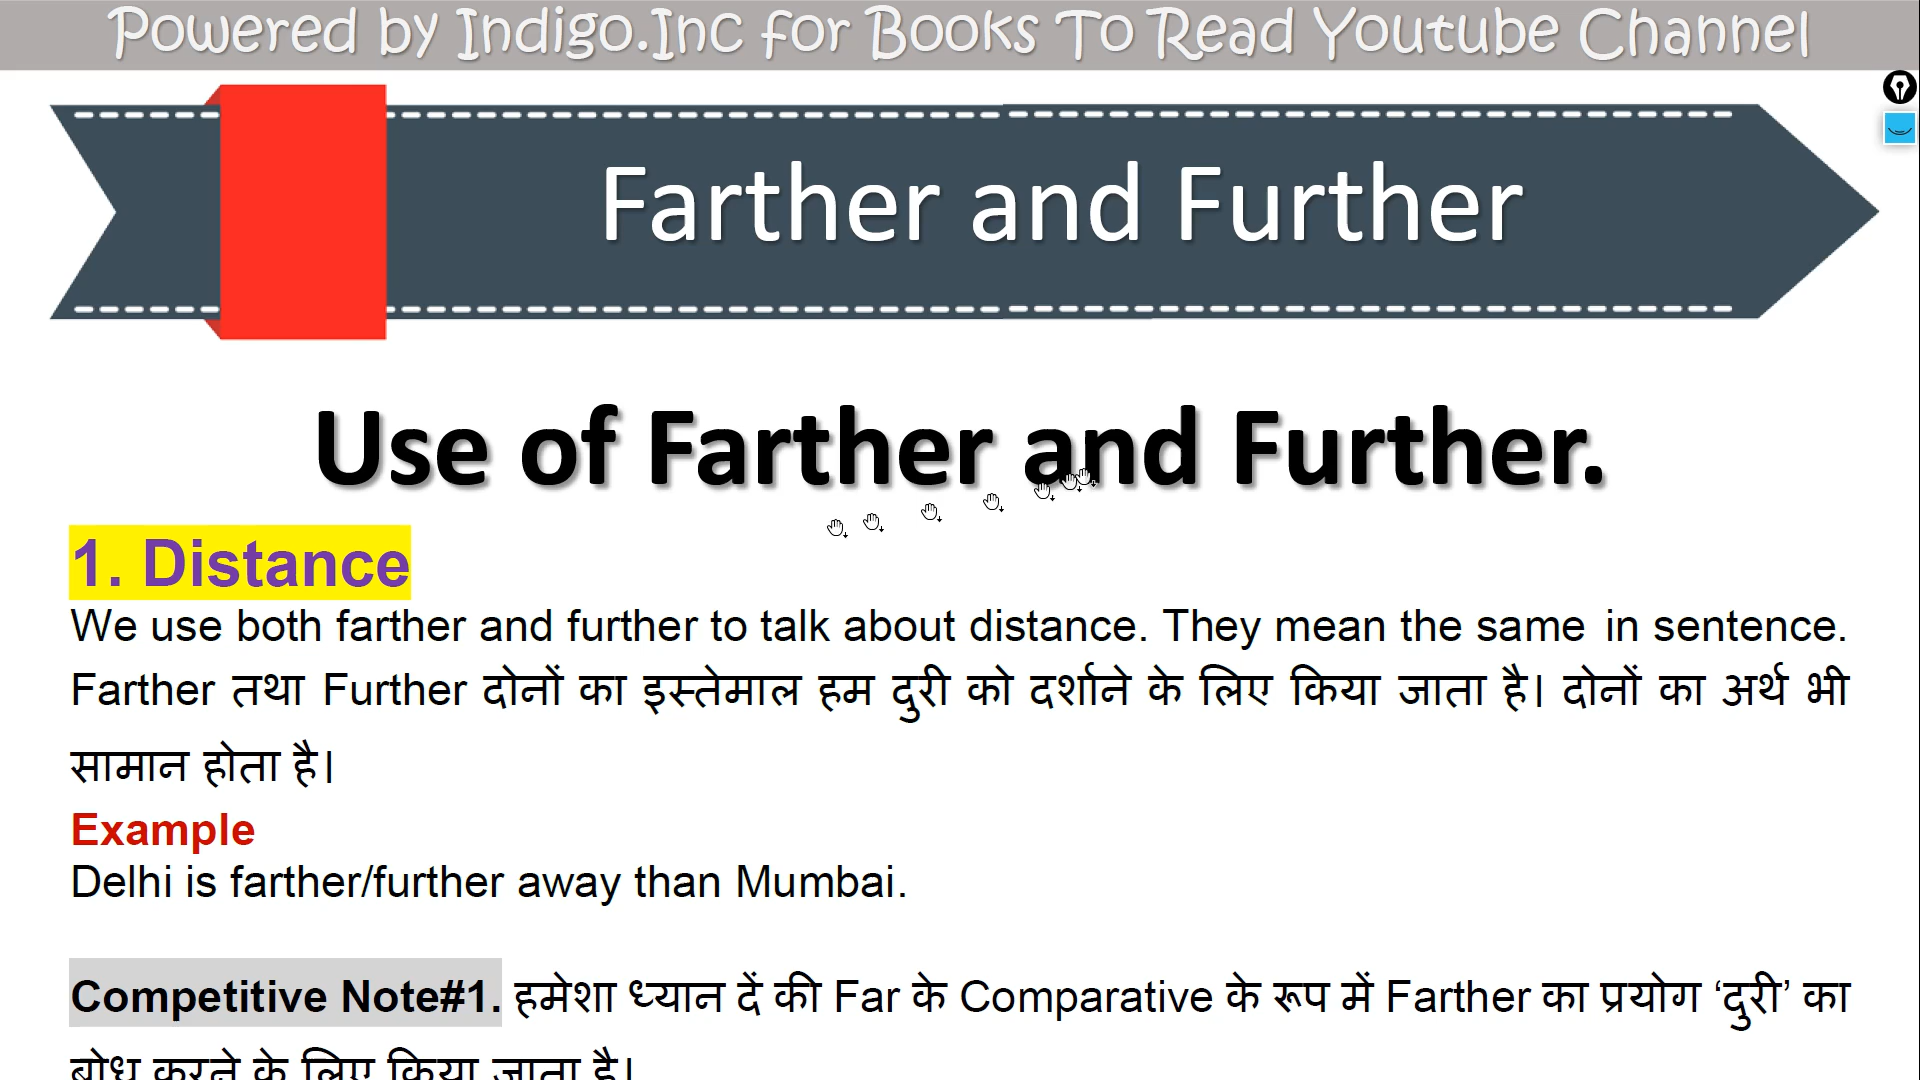 Powered by Indigo.Inc for Books To Read Youtube Channel
Farther and Further
Use of Farther and Further.
1. Distance
We use both farther and further to talk about distance. They mean the same in sentence.
Farther तथा Further दोनों का इस्तेमाल हम दुरी को दर्शाने के लिए किया जाता है। दोनों का अर्थ भी
सामान होता है।
Example
Delhi is farther/further away than Mumbai.
Competitive Note#1. हमेशा ध्यान दें की Far के Comparative के रूप में Farther का प्रयोग ‘दुरी’ का
बोध करने के लिए किया जाता है।